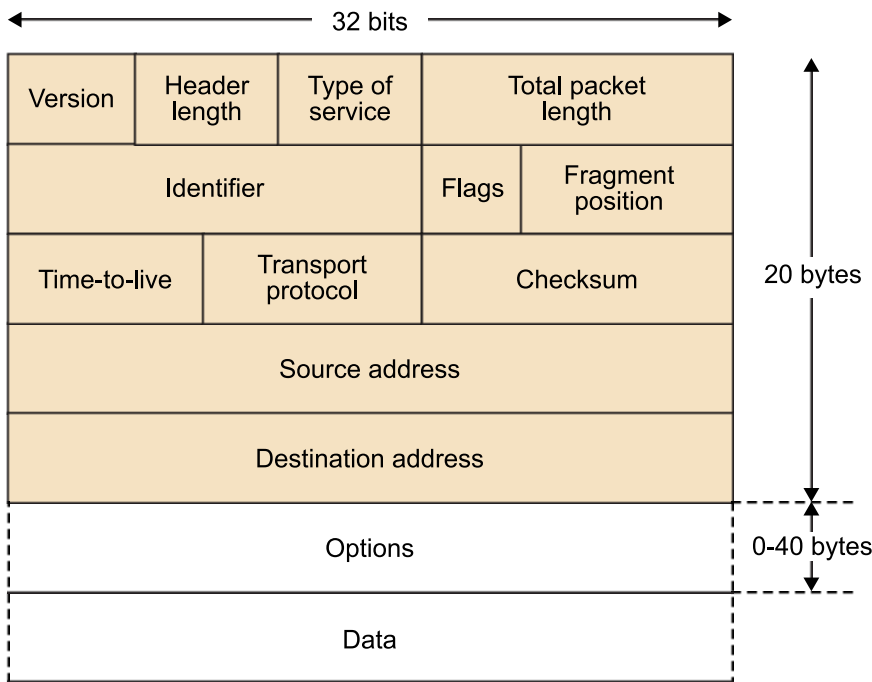 32 bits
Version
Header
length
Type of
service
Total packet
length
Identifier
Flags
Fragment
position
Time-to-live
Transport
protocol
Checksum
20 bytes
Source address
Destination address
Options
0-40 bytes
Data